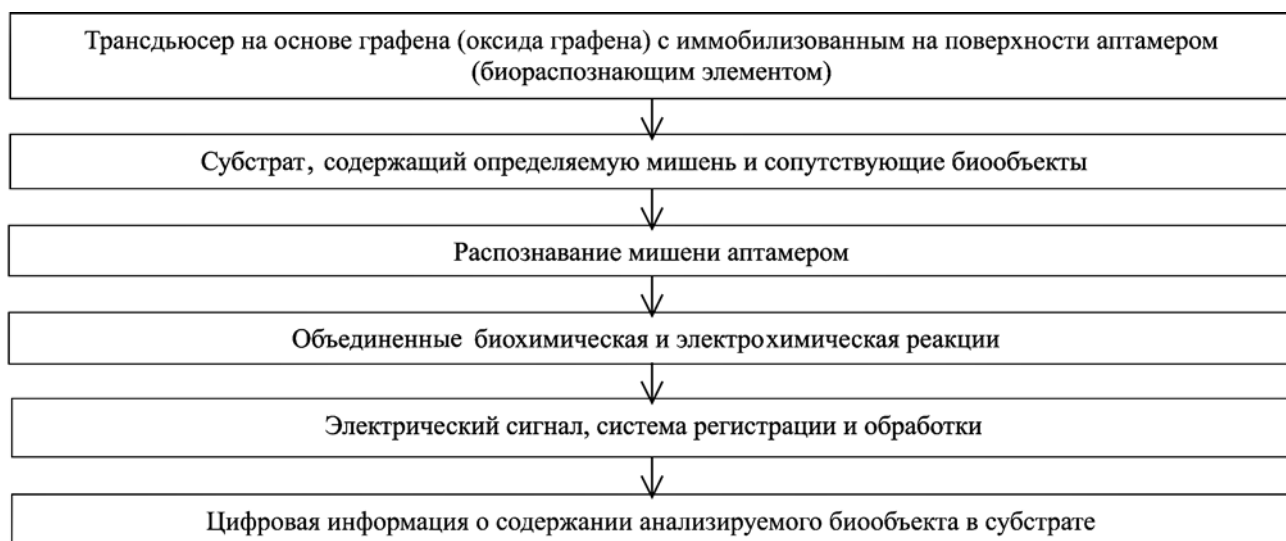 Трансдьюсер на основе графена (оксида графена) с иммобилизованным на поверхности аптамером
(биораспознающим элементом)
Субстрат, содержащий определяемую мишень и сопутствующие биообъекты
Распознавание мишени аптамером
Объединенные биохимическая и электрохимическая реакции
Электрический сигнал, система регистрации и обработки
Цифровая информация о содержании анализируемого биообъекта в субстрате